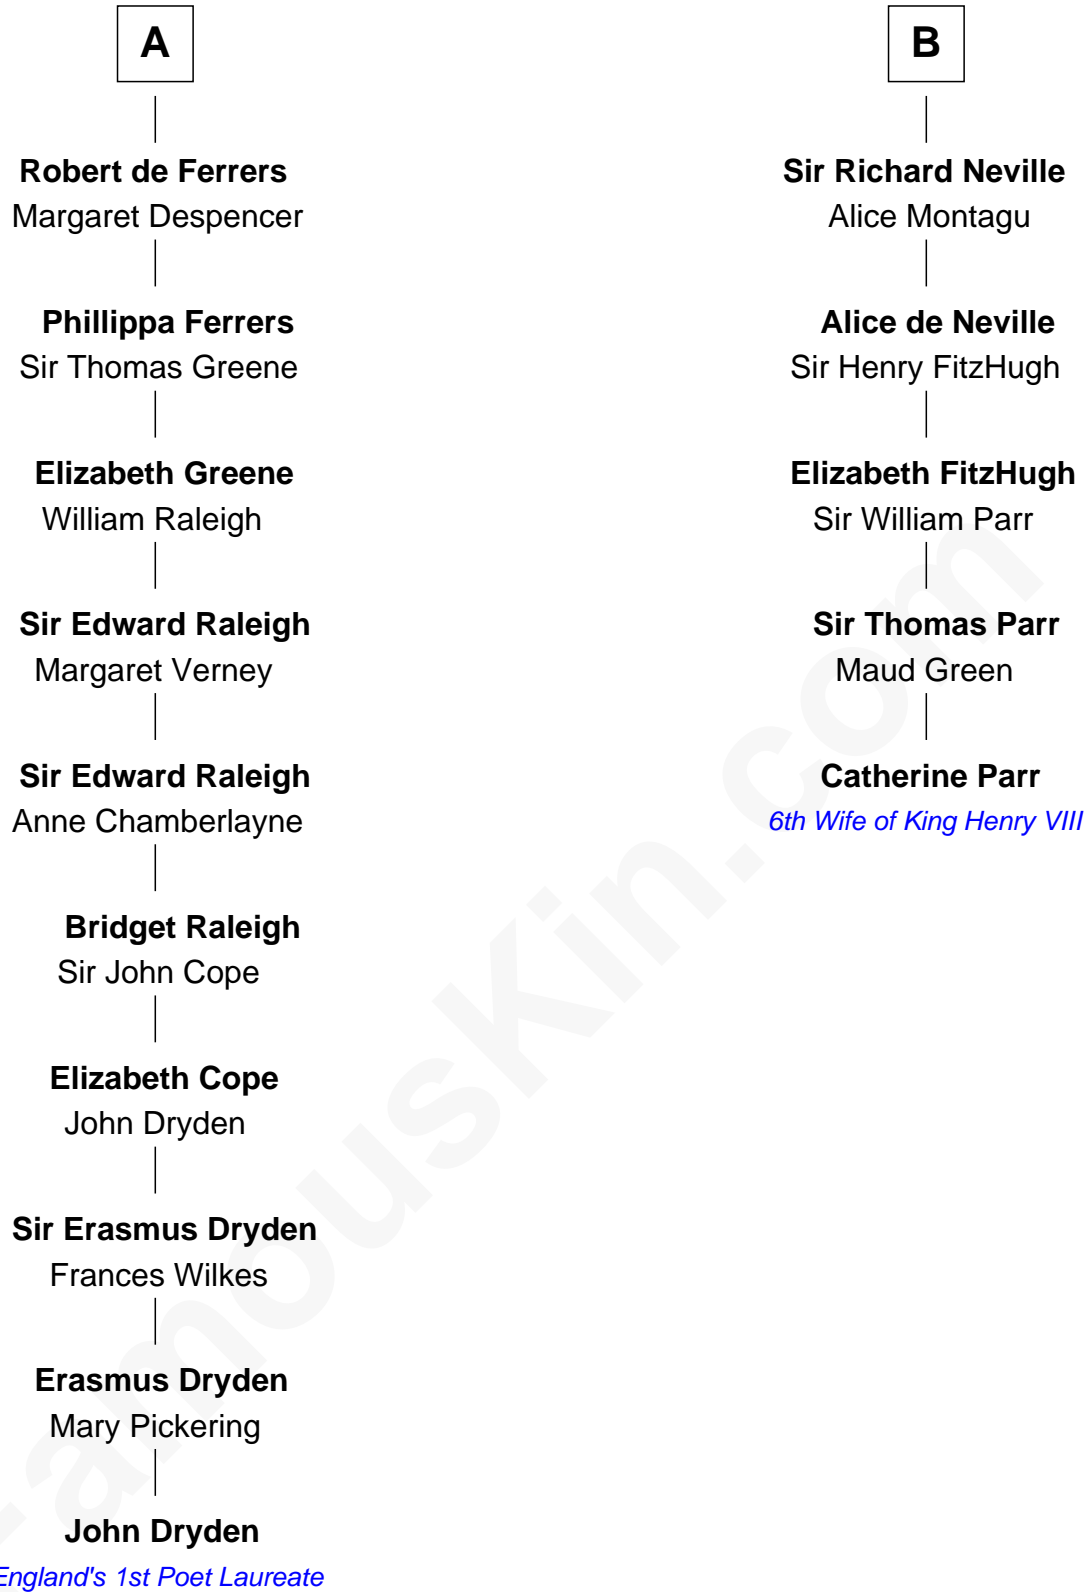 A
Robert de Ferrers
Margaret Despencer
Phillippa Ferrers
Sir Thomas Greene
Elizabeth Greene
William Raleigh
Sir Edward Raleigh
Margaret Verney
Sir Edward Raleigh
Anne Chamberlayne
Bridget Raleigh
Sir John Cope
Elizabeth Cope
John Dryden
Sir Erasmus Dryden
Frances Wilkes
Erasmus Dryden
Mary Pickering
John Dryden
England's 1st Poet Laureate
B
Sir Richard Neville
Alice Montagu
Alice de Neville
Sir Henry FitzHugh
Elizabeth FitzHugh
Sir William Parr
Sir Thomas Parr
Maud Green
Catherine Parr
6th Wife of King Henry VIII
FamousKin.com